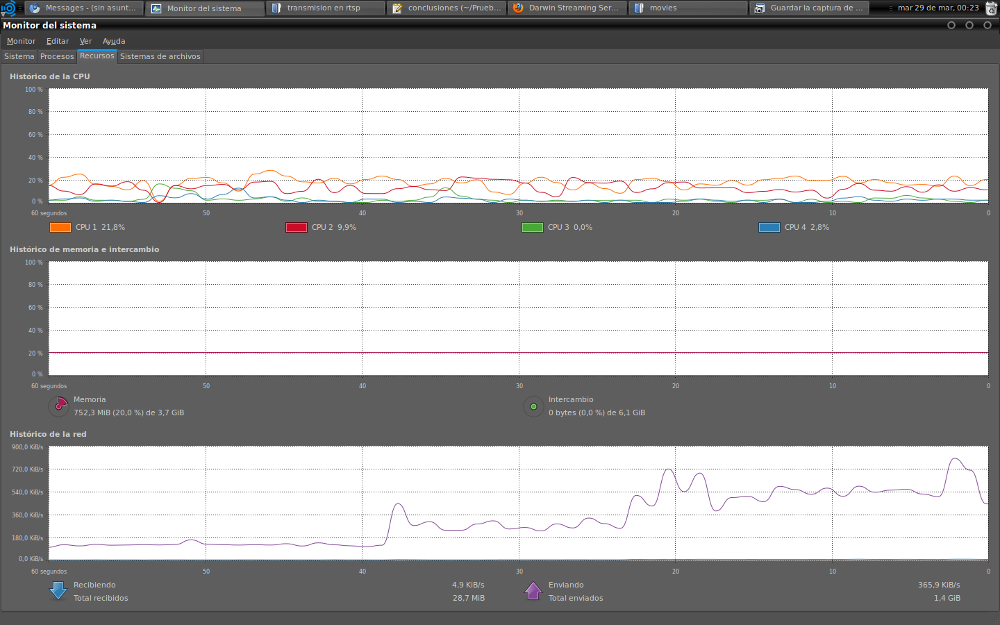 Messages - (sin asunt... Monitor del sistema transmision en rtsp conclusiones (~/Prueb... Darwin Streaming Ser... movies Guardar la captura de ... mar 29 de mar, 00:23
Monitor del sistema
Monitor Editar Ver Ayuda
Sistema Procesos Recursos Sistemas de archivos
Histórico de la CPU
100 %
80 %
60 %
40 %
20 %
0 %
60 segundos 50 40 30 20 10 0
CPU 1 21,8% CPU 2 9,9% CPU 3 0,0% CPU 4 2,8%
Histórico de memoria e intercambio
100 %
80 %
60 %
40 %
20 %
0 %
60 segundos 50 40 30 20 10 0
Memoria Intercambio
752,3 MiB (20,0 %) de 3,7 GiB 0 bytes (0,0 %) de 6,1 GiB
Histórico de la red
900,0 KiB/s
720,0 KiB/s
540,0 KiB/s
360,0 KiB/s
180,0 KiB/s
0,0 KiB/s
60 segundos 50 40 30 20 10 0
Recibiendo 4,9 KiB/s Enviando 365,9 KiB/s
Total recibidos 28,7 MiB Total enviados 1,4 GiB